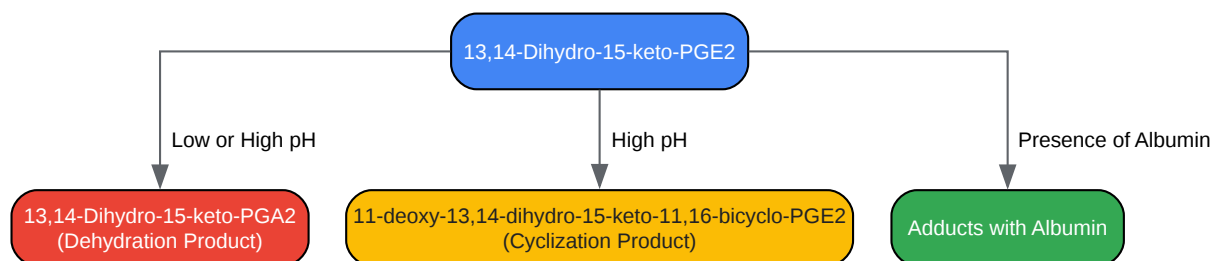 13,14-Dihydro-15-keto-PGE2
Low or High pH
High pH
Presence of Albumin
13,14-Dihydro-15-keto-PGA2
(Dehydration Product)
11-deoxy-13,14-dihydro-15-keto-11,16-bicyclo-PGE2
(Cyclization Product)
Adducts with Albumin